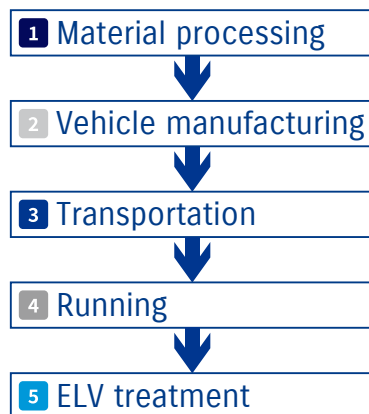 1 Material processing
2 Vehicle manufacturing
3 Transportation
4 Running
5 ELV treatment